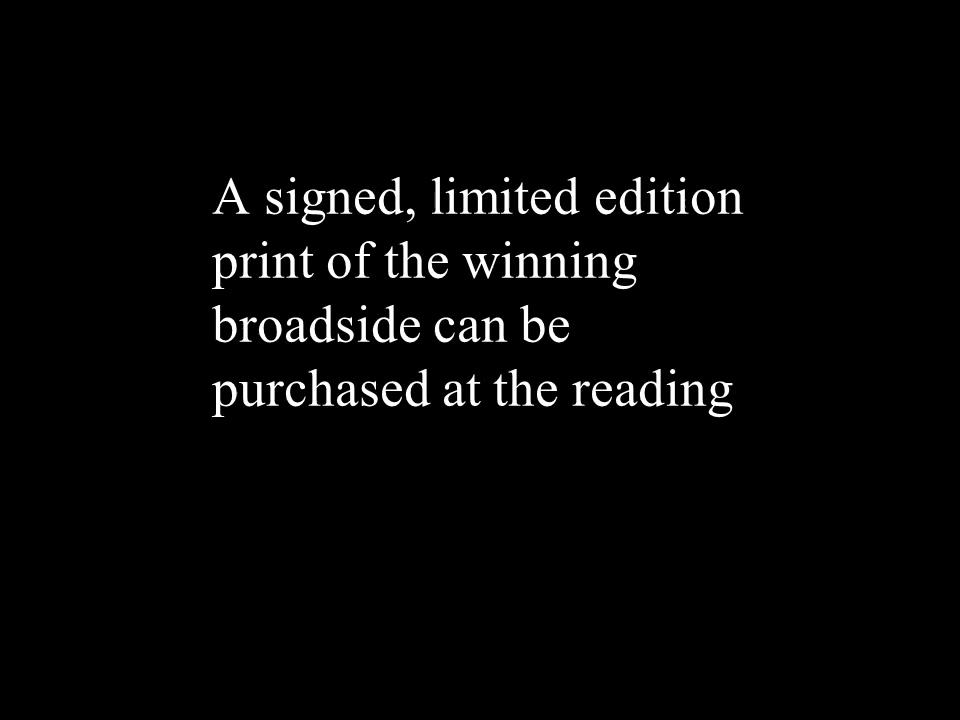 A signed, limited edition
print of the winning
broadside can be
purchased at the reading